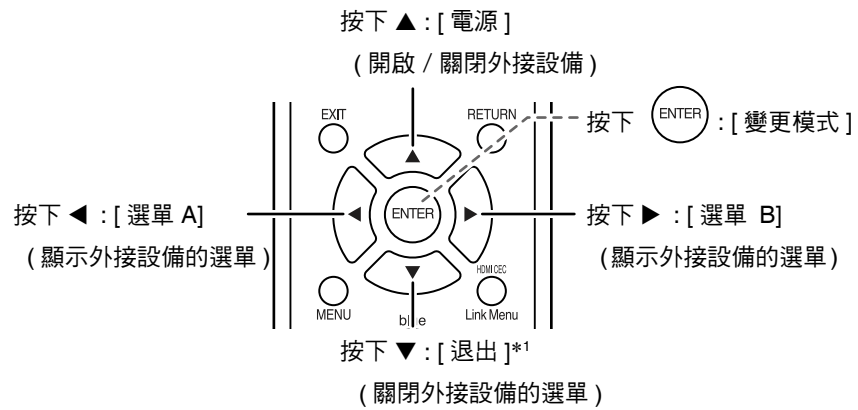 按下 ▲ : [ 電源 ]
( 開啟 / 關閉外接設備 )
EXIT
RETURN
按下 ENTER : [ 變更模式 ]
按下 ◀ : [ 選單 A]
ENTER
按下 ▶ : [ 選單 B]
( 顯示外接設備的選單 )
(顯示外接設備的選單)
HDMI CEC
MENU
Link Menu
按下 ▼ : [ 退出 ]*1
( 關閉外接設備的選單 )